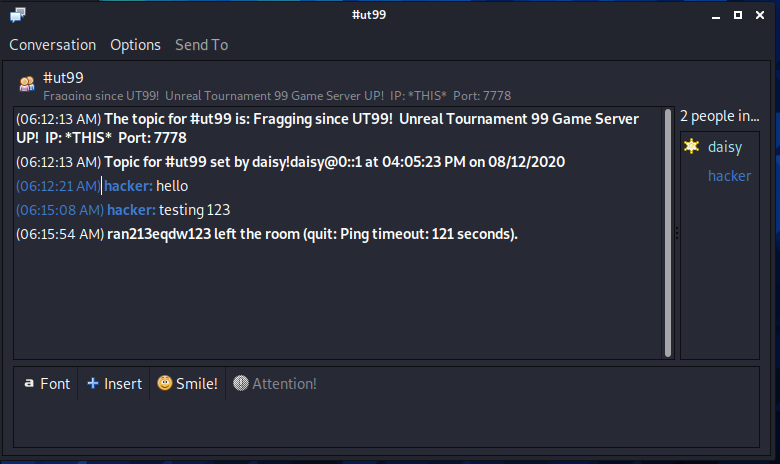 #ut99
Conversation Options Send To
#ut99
Fragging since UT99! Unreal Tournament 99 Game Server UP! IP: *THIS* Port: 7778
(06:12:13 AM) The topic for #ut99 is: Fragging since UT99! Unreal Tournament 99 Game Server
UP! IP: *THIS* Port: 7778
(06:12:13 AM) Topic for #ut99 set by daisy!daisy@0::1 at 04:05:23 PM on 08/12/2020
(06:12:21 AM) hacker: hello
(06:15:08 AM) hacker: testing 123
(06:15:54 AM) ran213eqdw123 left the room (quit: Ping timeout: 121 seconds).
2 people in...
daisy
hacker
Font Insert Smile! Attention!